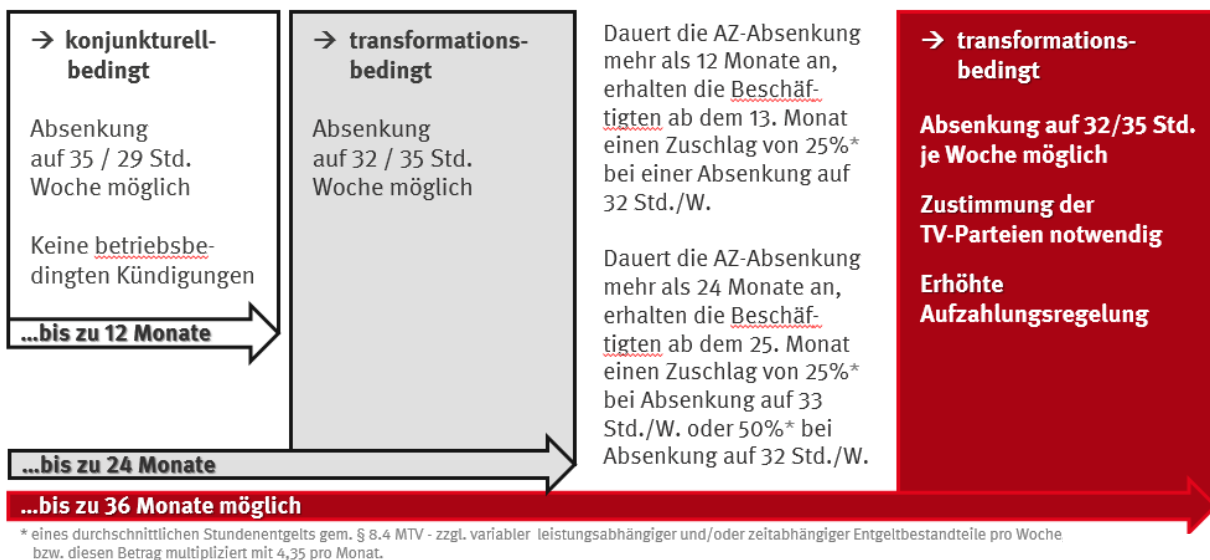 → konjunkturell-
bedingt
Absenkung
auf 35 / 29 Std.
Woche möglich
Keine betriebsbe-
dingten Kündigungen
...bis zu 12 Monate
→ transformations-
bedingt
Absenkung
auf 32 / 35 Std.
Woche möglich
...bis zu 24 Monate
Dauert die AZ-Absenkung
mehr als 12 Monate an,
erhalten die Beschäf-
tigten ab dem 13. Monat
einen Zuschlag von 25%*
bei einer Absenkung auf
32 Std./W.
Dauert die AZ-Absenkung
mehr als 24 Monate an,
erhalten die Beschäf-
tigten ab dem 25. Monat
einen Zuschlag von 25%*
bei Absenkung auf 33
Std./W. oder 50%* bei
Absenkung auf 32 Std./W.
→ transformations-
bedingt
Absenkung auf 32/35 Std.
je Woche möglich
Zustimmung der
TV-Parteien notwendig
Erhöhte
Aufzahlungsregelung
...bis zu 36 Monate möglich
* eines durchschnittlichen Stundenentgelts gem. § 8.4 MTV - zzgl. variabler leistungsabhängiger und/oder zeitabhängiger Entgeltbestandteile pro Woche
bzw. diesen Betrag multipliziert mit 4,35 pro Monat.